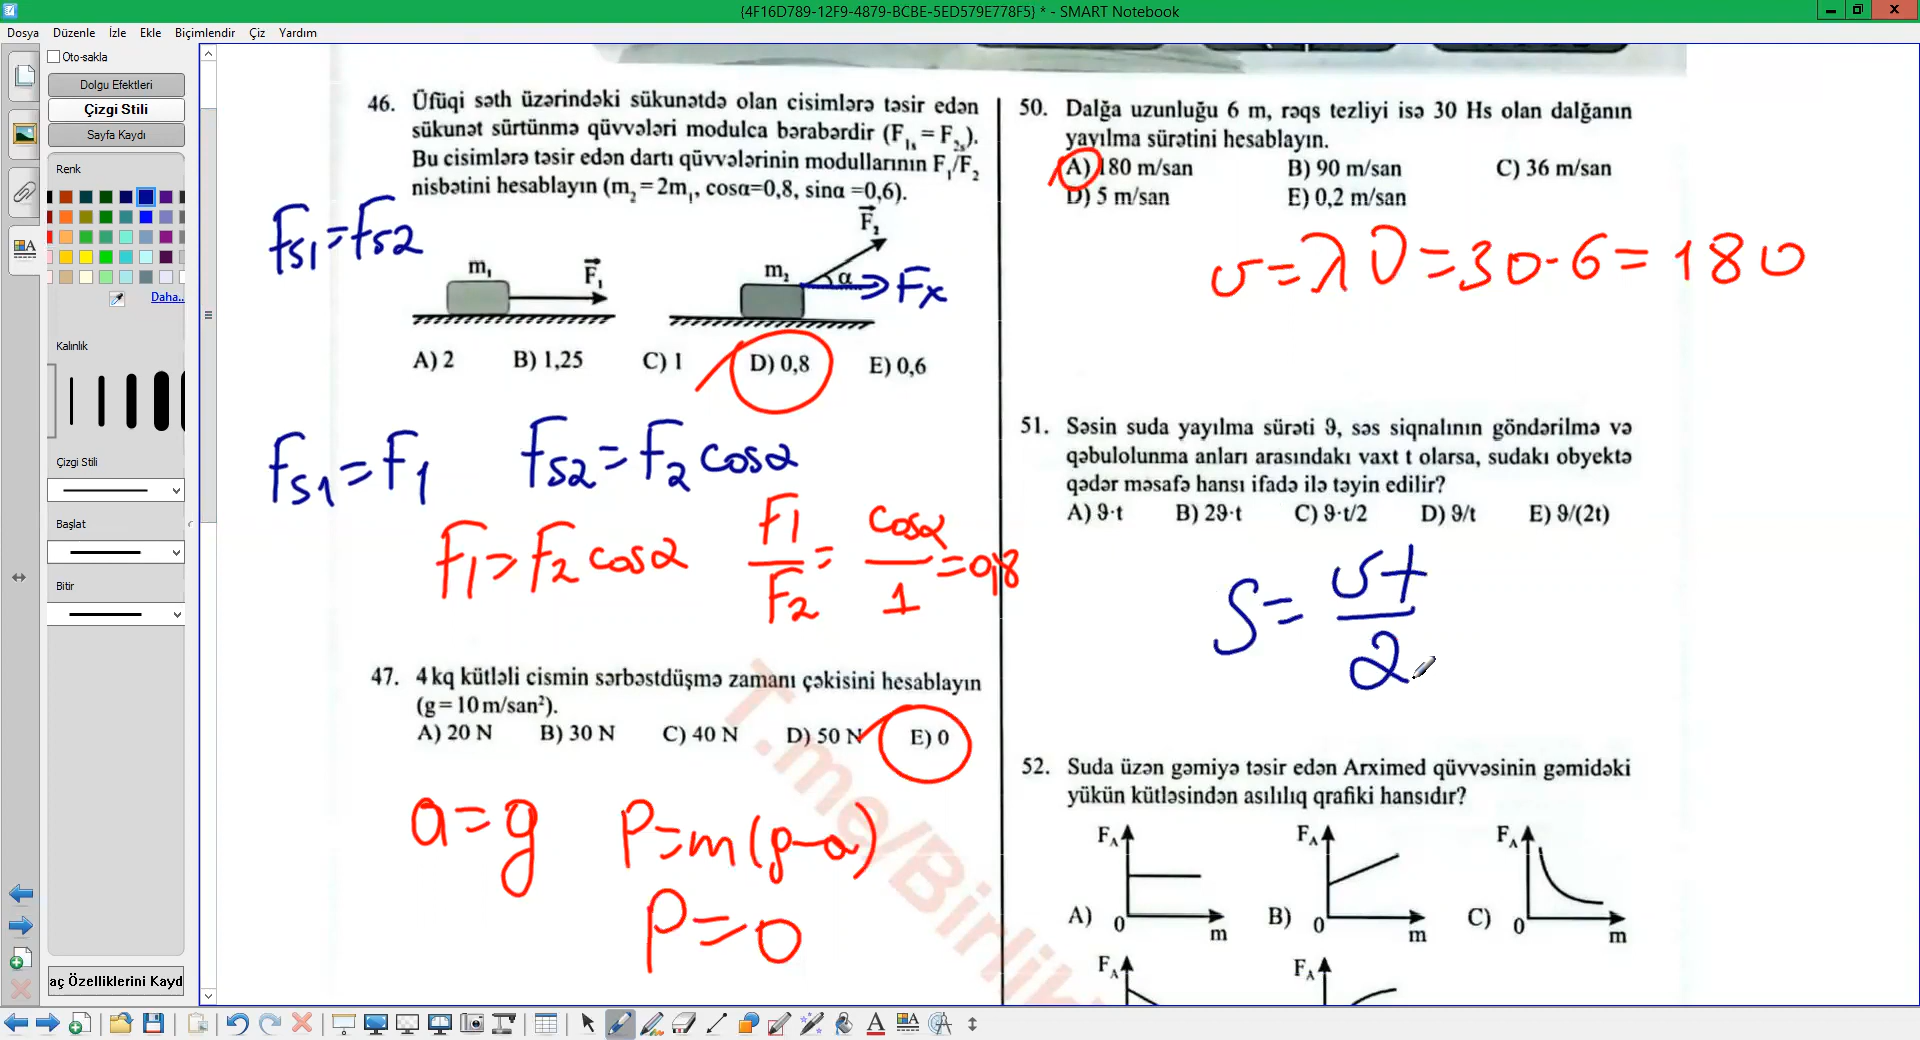 {4F16D789-12F9-4879-BCBE-5ED579E778F5} * - SMART Notebook
Dosya Düzenle İzle Ekle Biçimlendir Çiz Yardım
Oto-sakla
Dolgu Efektleri
Çizgi Stili
Sayfa Kaydı
Renk
Daha..
Kalınlık
Çizgi Stili
Başlat
Bitir
aç Özelliklerini Kayd
46. Üfüqi səth üzərindəki sükunətdə olan cisimlərə təsir edən
sükunət sürtünmə qüvvələri modulca bərabərdir (F1s = F2s).
Bu cisimlərə təsir edən dartı qüvvələrinin modullarının F1/F2
nisbətini hesablayın (m2 = 2m1, cosα=0,8, sinα =0,6).
Fs1=Fs2
m1 F1 m2 F2 α Fx
A) 2 B) 1,25 C) 1 D) 0,8 E) 0,6
Fs1=F1 Fs2=F2 cosα
F1=F2 cosα F1/F2 = cosα/1 =0,8
47. 4 kq kütləli cismin sərbəstdüşmə zamanı çəkisini hesablayın
(g= 10 m/san²).
A) 20 N B) 30 N C) 40 N D) 50 N E) 0
a=g P=m(g-a)
P=0
T.me/Birlik
50. Dalğa uzunluğu 6 m, rəqs tezliyi isə 30 Hs olan dalğanın
yayılma sürətini hesablayın.
A) 180 m/san B) 90 m/san C) 36 m/san
D) 5 m/san E) 0,2 m/san
υ=λν=30·6=180
51. Səsin suda yayılma sürəti ϑ, səs siqnalının göndərilmə və
qəbulolunma anları arasındakı vaxt t olarsa, sudakı obyektə
qədər məsafə hansı ifadə ilə təyin edilir?
A) ϑ·t B) 2ϑ·t C) ϑ·t/2 D) ϑ/t E) ϑ/(2t)
S= υt/2
52. Suda üzən gəmiyə təsir edən Arximed qüvvəsinin gəmidəki
yükün kütləsindən asılılıq qrafiki hansıdır?
FA FA FA
A) 0 m B) 0 m C) 0 m
FA FA